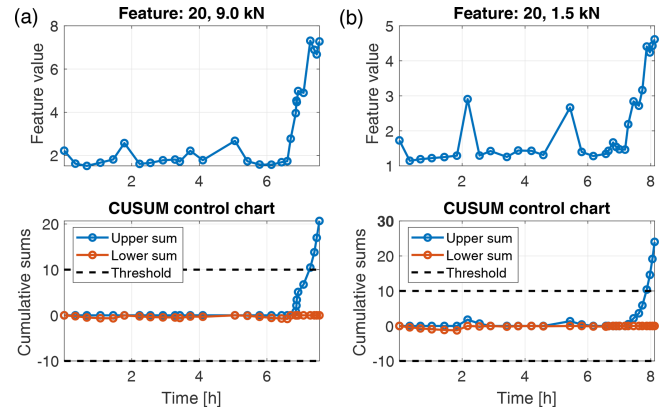 (a)
Feature: 20, 9.0 kN
Feature value
8
6
4
2
2
4
6
CUSUM control chart
Cumulative sums
20
10
0
-10
Upper sum
Lower sum
Threshold
2
4
6
Time [h]
(b)
Feature: 20, 1.5 kN
Feature value
5
4
3
2
1
2
4
6
8
CUSUM control chart
Cumulative sums
30
20
10
0
-10
Upper sum
Lower sum
Threshold
2
4
6
8
Time [h]